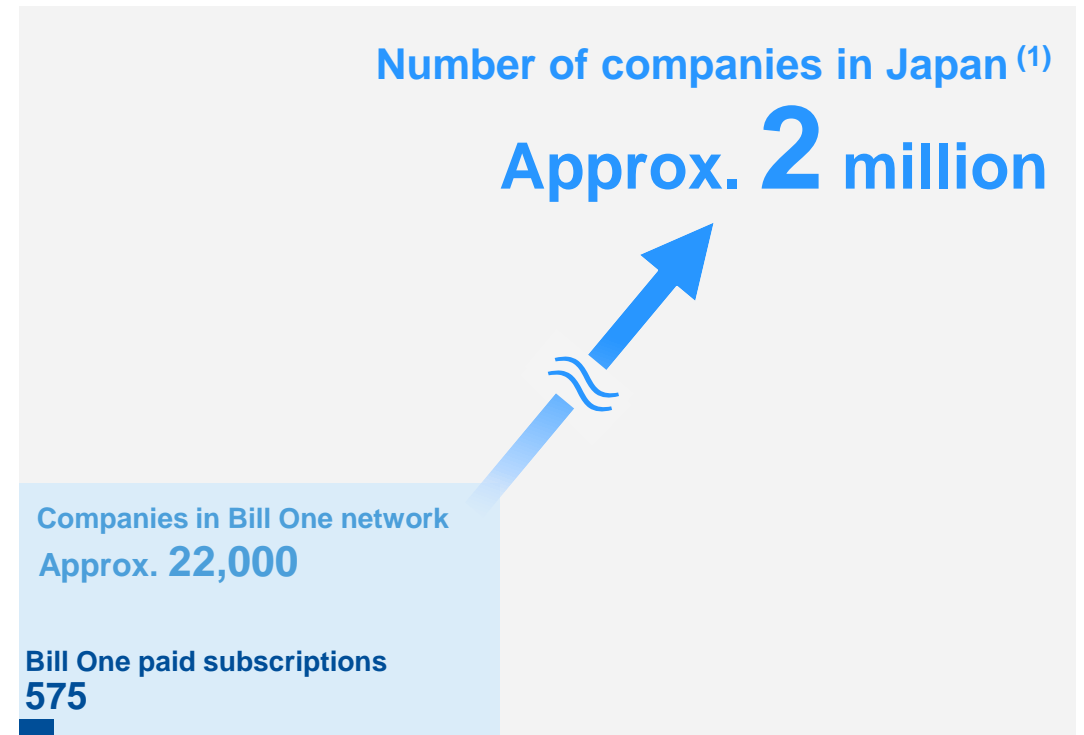 Number of companies in Japan (1)
Approx. 2 million
Companies in Bill One network
Approx. 22,000
Bill One paid subscriptions
575